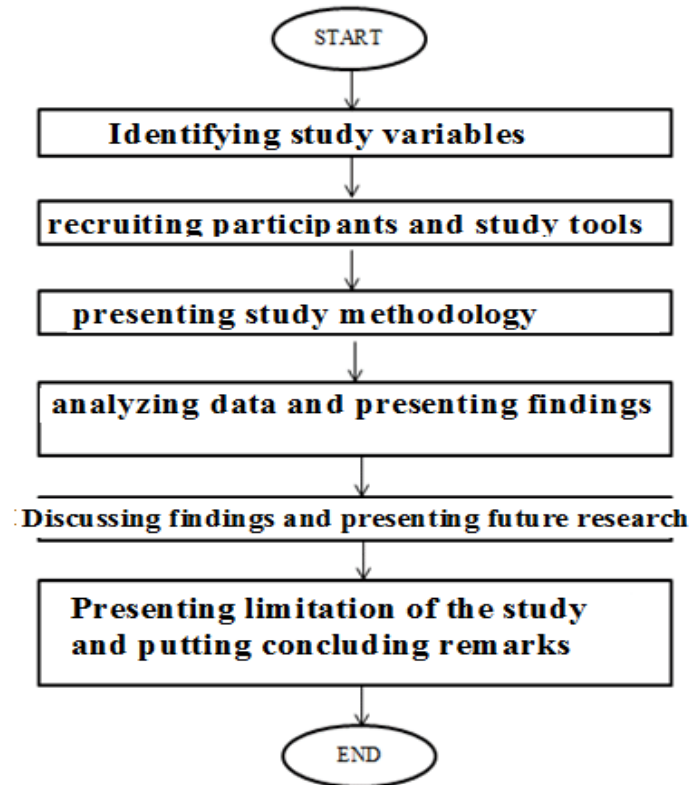 START
Identifying study variables
recruiting participants and study tools
presenting study methodology
analyzing data and presenting findings
Discussing findings and presenting future research
Presenting limitation of the study
and putting concluding remarks
END